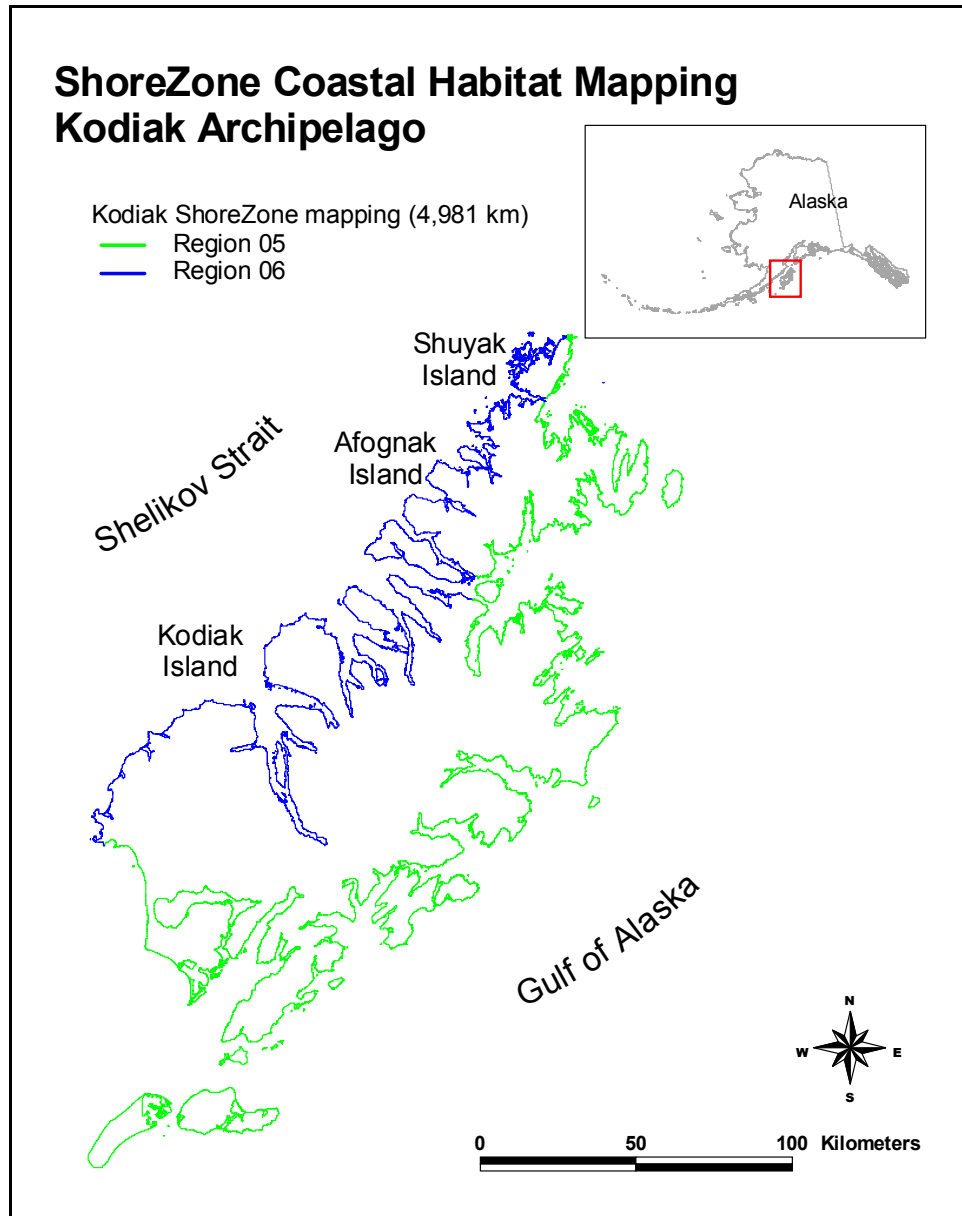 ShoreZone Coastal Habitat Mapping
Kodiak Archipelago
Alaska
Kodiak ShoreZone mapping (4,981 km)
Region 05
Region 06
Shuyak
Island
Afognak
Island
Shelikov Strait
Kodiak
Island
Gulf of Alaska
N
W
E
S
0
50
100
Kilometers